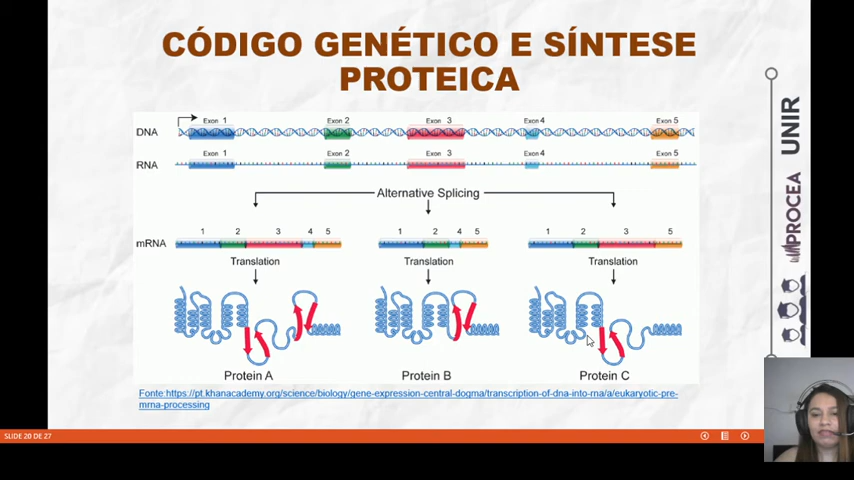 CÓDIGO GENÉTICO E SÍNTESE
PROTEICA
Exon 1 Exon 2 Exon 3 Exon 4 Exon 5
DNA
Exon 1 Exon 2 Exon 3 Exon 4 Exon 5
RNA
Alternative Splicing
1 2 3 4 5 1 2 4 5 1 2 3 5
mRNA
Translation Translation Translation
Protein A Protein B Protein C
Fonte:https://pt.khanacademy.org/science/biology/gene-expression-central-dogma/transcription-of-dna-into-rna/a/eukaryotic-pre-
mrna-processing
SLIDE 20 DE 27
UNIR
PROCEA